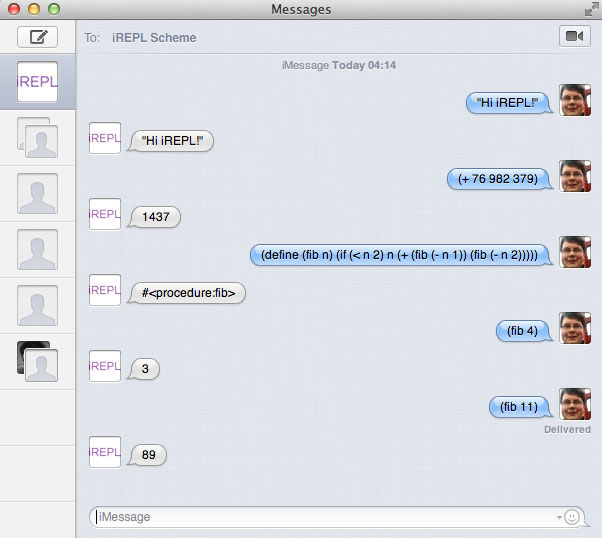 Messages
To: iREPL Scheme
iREPL
iMessage Today 04:14
"Hi iREPL!"
iREPL
"Hi iREPL!"
(+ 76 982 379)
iREPL
1437
(define (fib n) (if (< n 2) n (+ (fib (- n 1)) (fib (- n 2)))))
iREPL
#<procedure:fib>
(fib 4)
iREPL
3
(fib 11)
Delivered
iREPL
89
iMessage